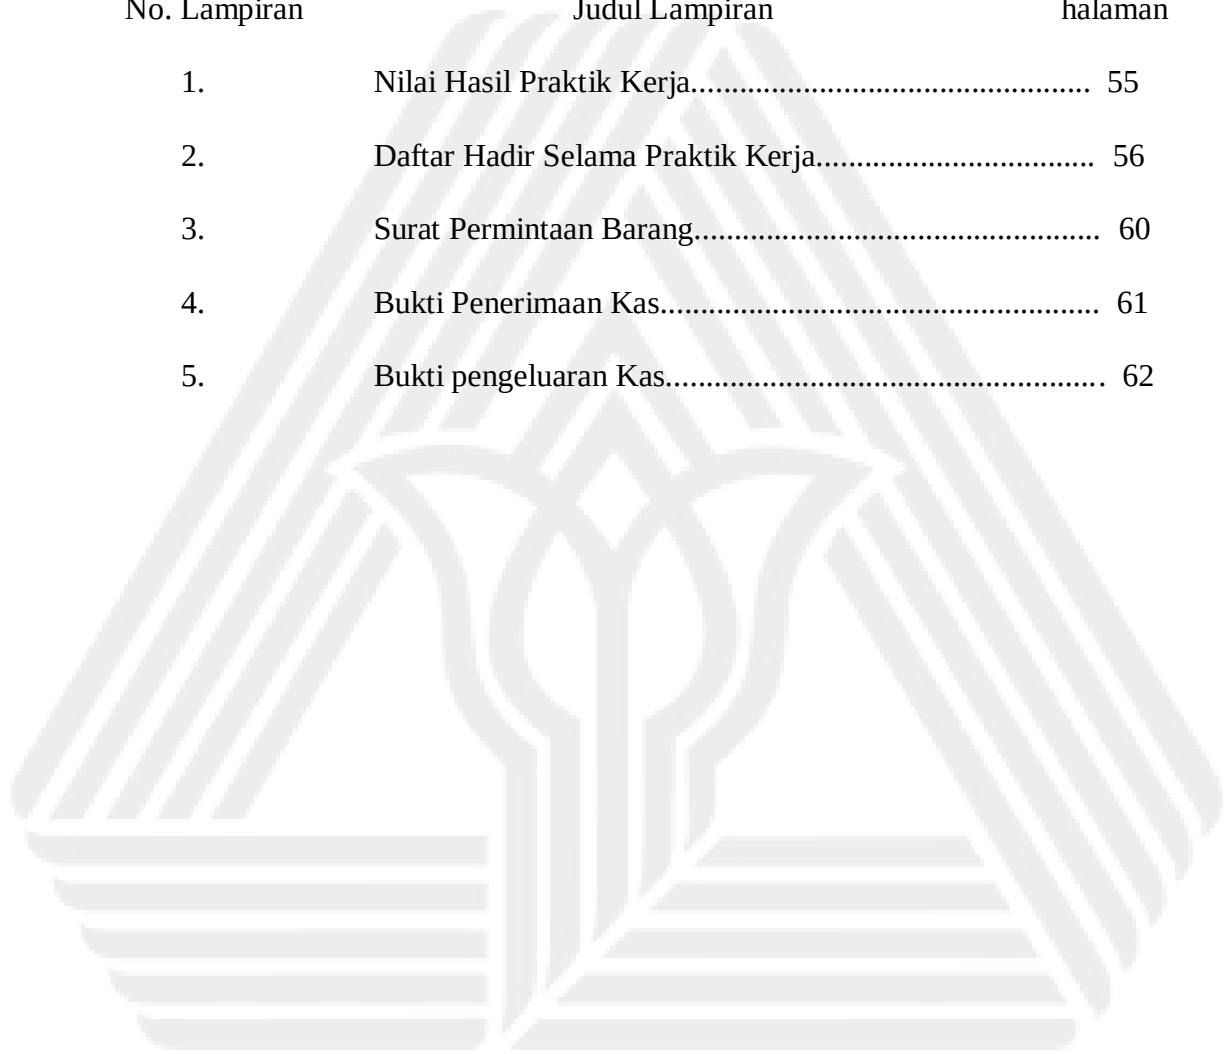 No. Lampiran Judul Lampiran halaman
1. Nilai Hasil Praktik Kerja................................................. 55
2. Daftar Hadir Selama Praktik Kerja.................................. 56
3. Surat Permintaan Barang.................................................. 60
4. Bukti Penerimaan Kas...................................................... 61
5. Bukti pengeluaran Kas...................................................... 62